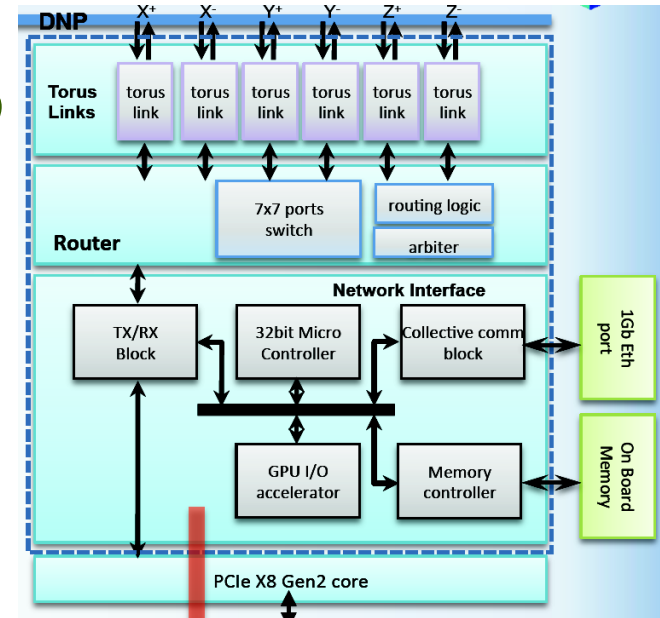 DNP
X+ X- Y+ Y- Z+ Z-
Torus
Links
torus
link
torus
link
torus
link
torus
link
torus
link
torus
link
Router
7x7 ports
switch
routing logic
arbiter
Network Interface
TX/RX
Block
32bit Micro
Controller
Collective comm
block
1Gb Eth
port
GPU I/O
accelerator
Memory
controller
On Board
Memory
PCIe X8 Gen2 core